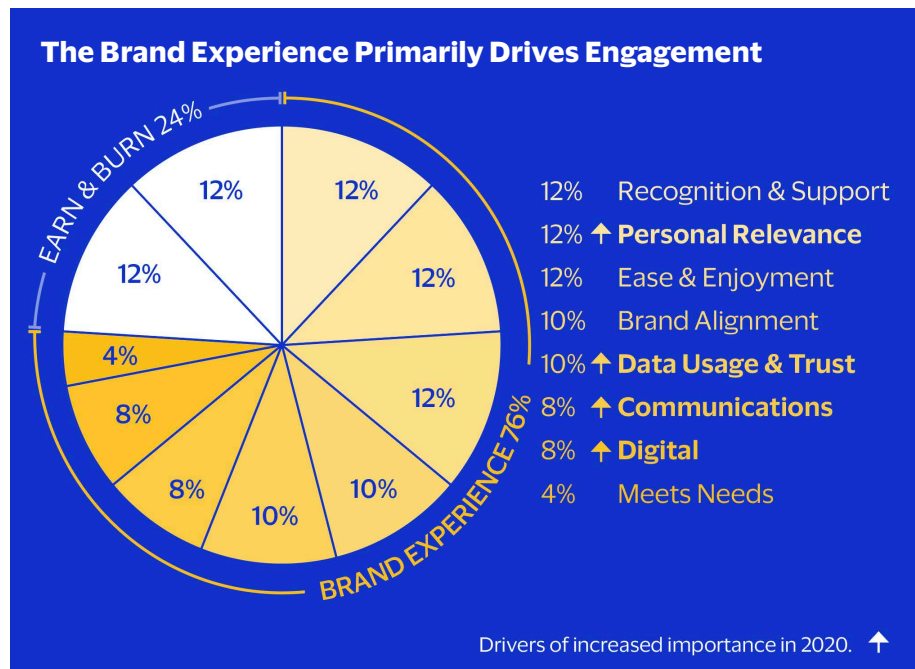 The Brand Experience Primarily Drives Engagement
EARN & BURN 24%
12%
12%
12%
12%
12%
10%
10%
8%
8%
4%
BRAND EXPERIENCE 76%
12% Recognition & Support
12% Personal Relevance
12% Ease & Enjoyment
10% Brand Alignment
10% Data Usage & Trust
8% Communications
8% Digital
4% Meets Needs
Drivers of increased importance in 2020.